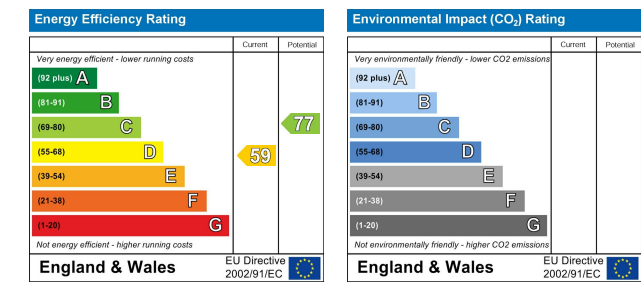 Energy Efficiency Rating
Current Potential
Very energy efficient - lower running costs
(92 plus) A
(81-91) B
(69-80) C
77
(55-68) D
59
(39-54) E
(21-38) F
(1-20) G
Not energy efficient - higher running costs
England & Wales
EU Directive
2002/91/EC
Environmental Impact (CO2) Rating
Current Potential
Very environmentally friendly - lower CO2 emissions
(92 plus) A
(81-91) B
(69-80) C
(55-68) D
(39-54) E
(21-38) F
(1-20) G
Not environmentally friendly - higher CO2 emissions
England & Wales
EU Directive
2002/91/EC